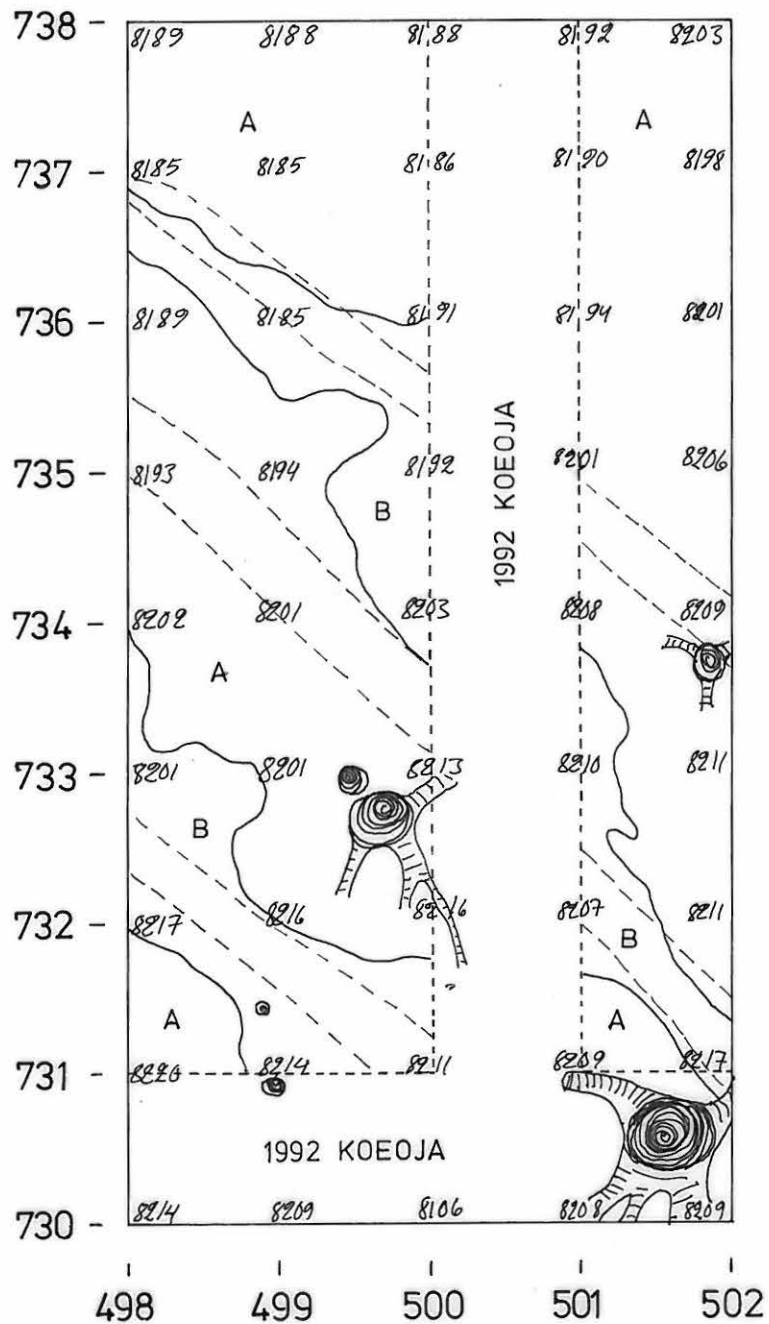 738 8189 8188 8188 8192 8203
A A
737 8185 8185 8186 8190 8198
736 8189 8185 8191 8194 8201
1992 KOEOJA
735 8193 8194 8192 8201 8206
B
734 8202 8201 8203 8208 8209
A
733 8201 8201 8213 8210 8211
B
732 8217 8216 8216 8207 8211
B
A A
731 8220 8214 8211 8209 8217
1992 KOEOJA
730 8214 8209 8106 8208 8209
498 499 500 501 502